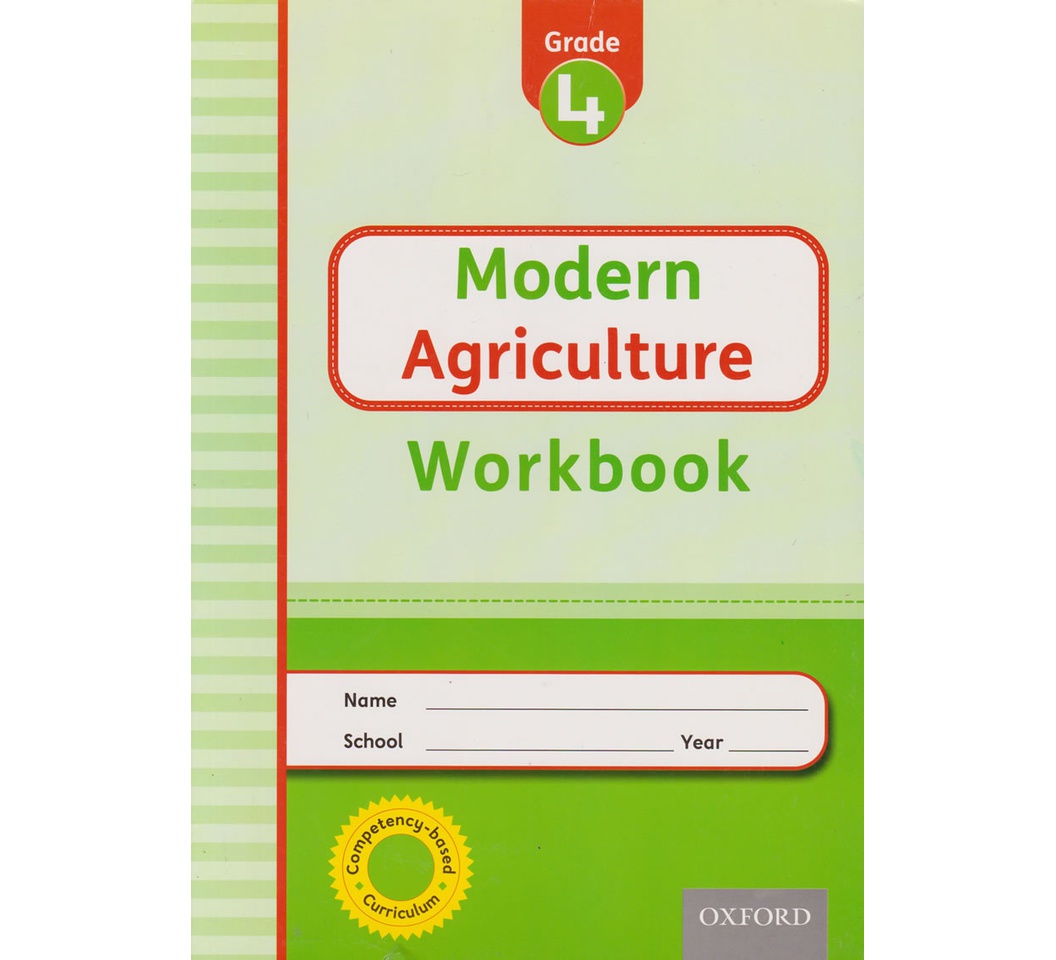 Grade
4
Modern
Agriculture
Workbook
Name
School Year
Competency-based
Curriculum
OXFORD